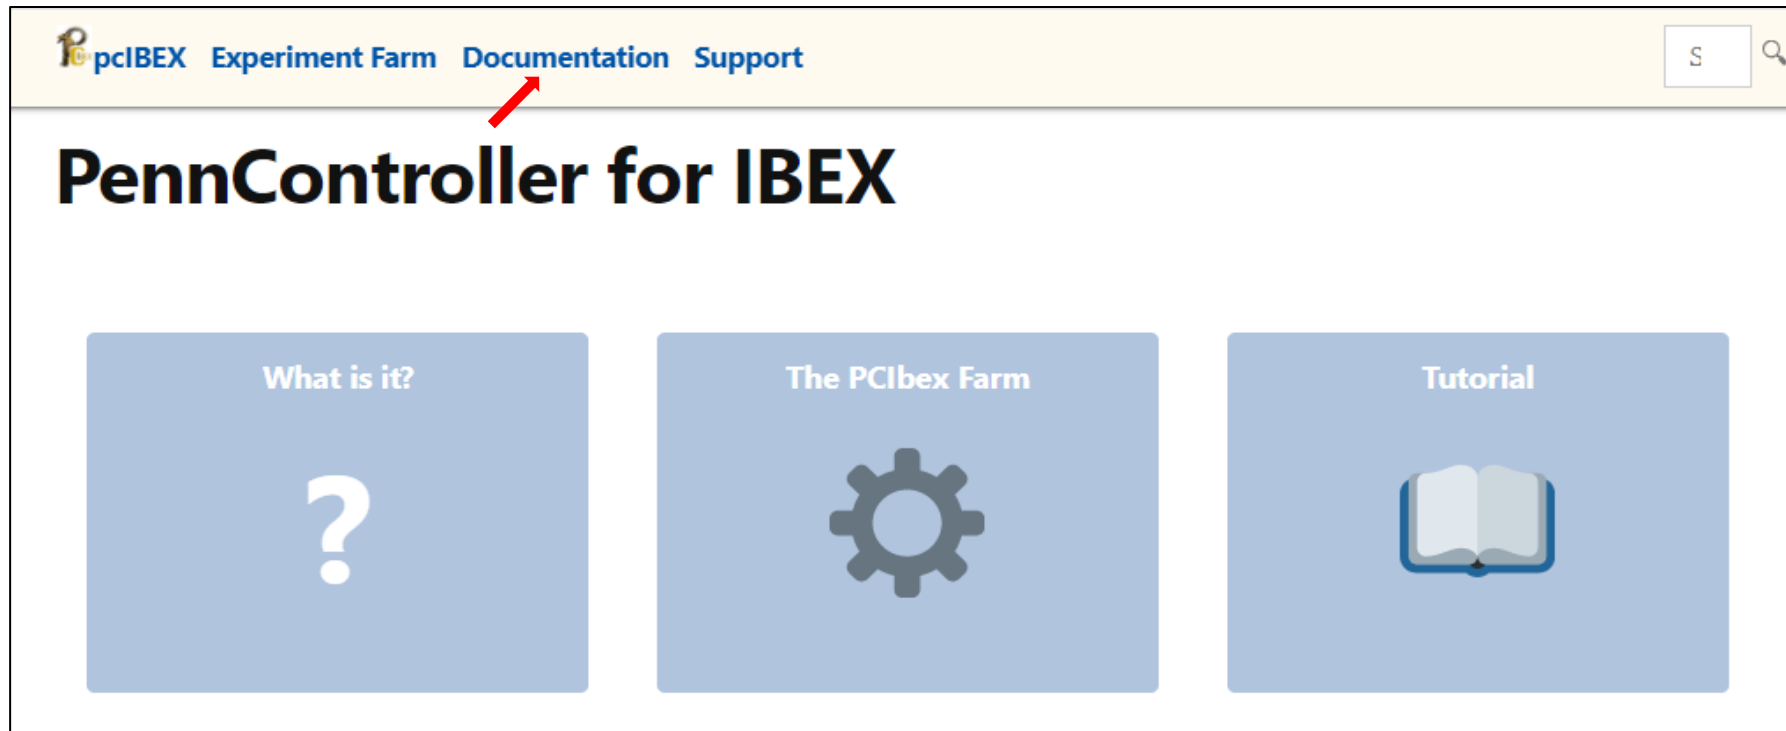 pcIBEX Experiment Farm Documentation Support S
PennController for IBEX
What is it? The PCIbex Farm Tutorial
?